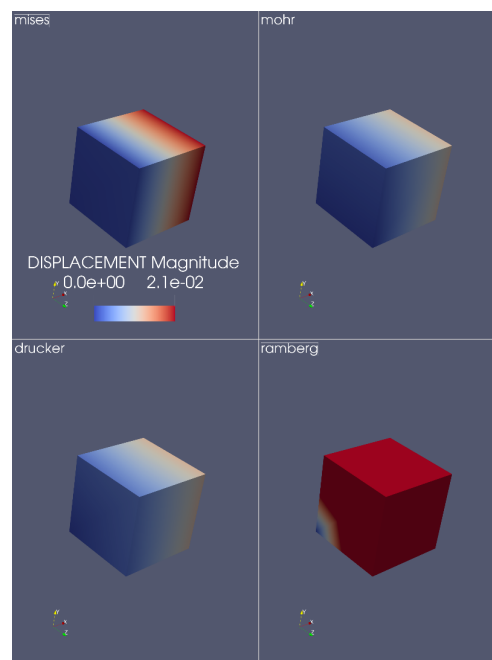 mises
mohr
DISPLACEMENT Magnitude
0.0e+00 2.1e-02
Y
X
Z
Y
X
Z
drucker
ramberg
Y
X
Z
Y
X
Z